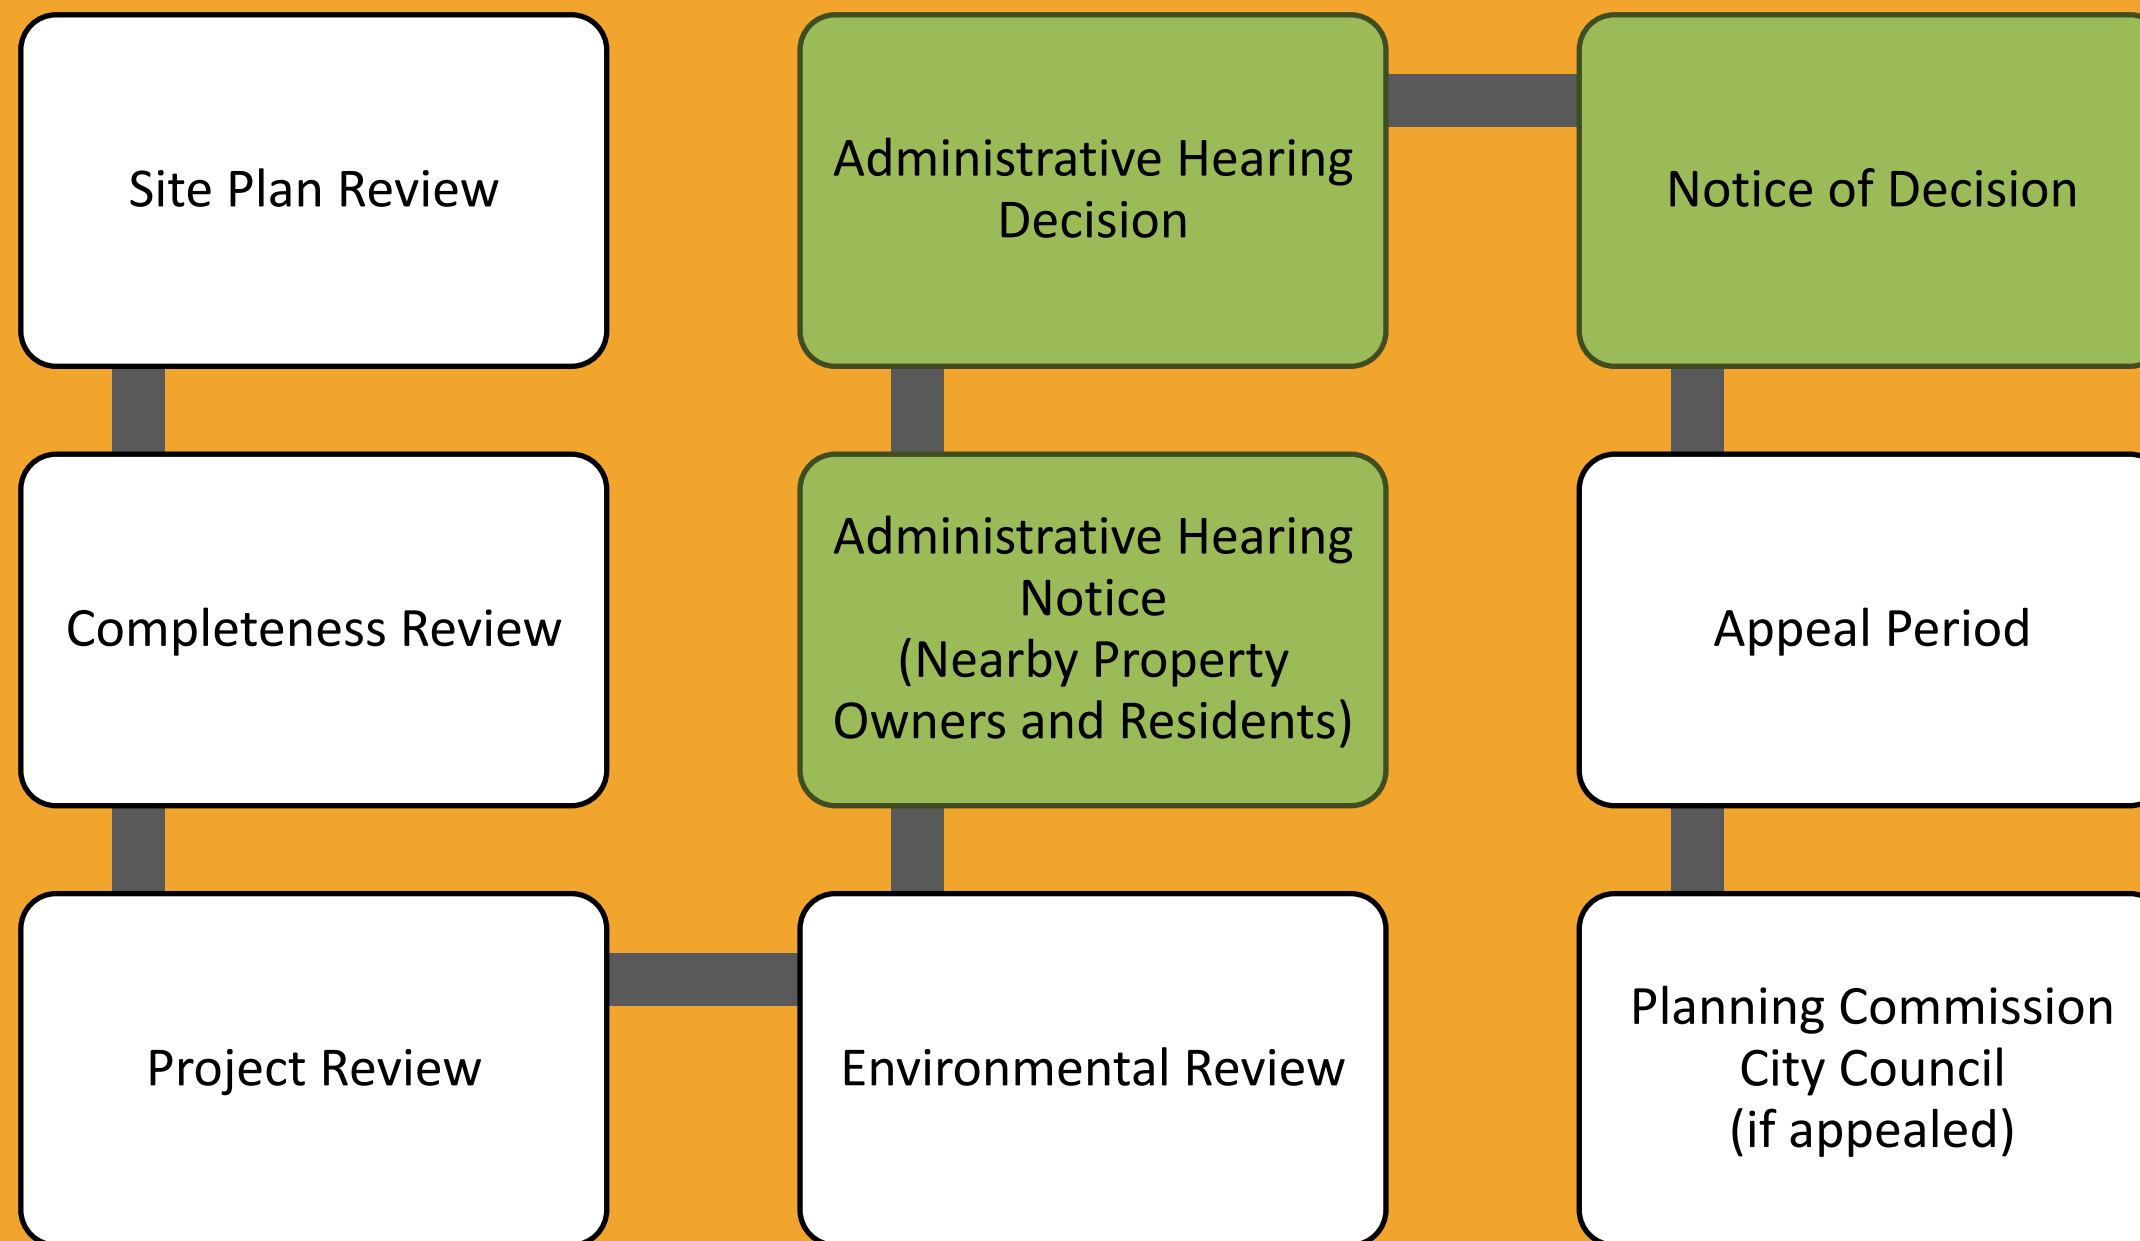 Site Plan Review
Completeness Review
Project Review
Environmental Review
Administrative Hearing
Notice
(Nearby Property
Owners and Residents)
Administrative Hearing
Decision
Notice of Decision
Appeal Period
Planning Commission
City Council
(if appealed)